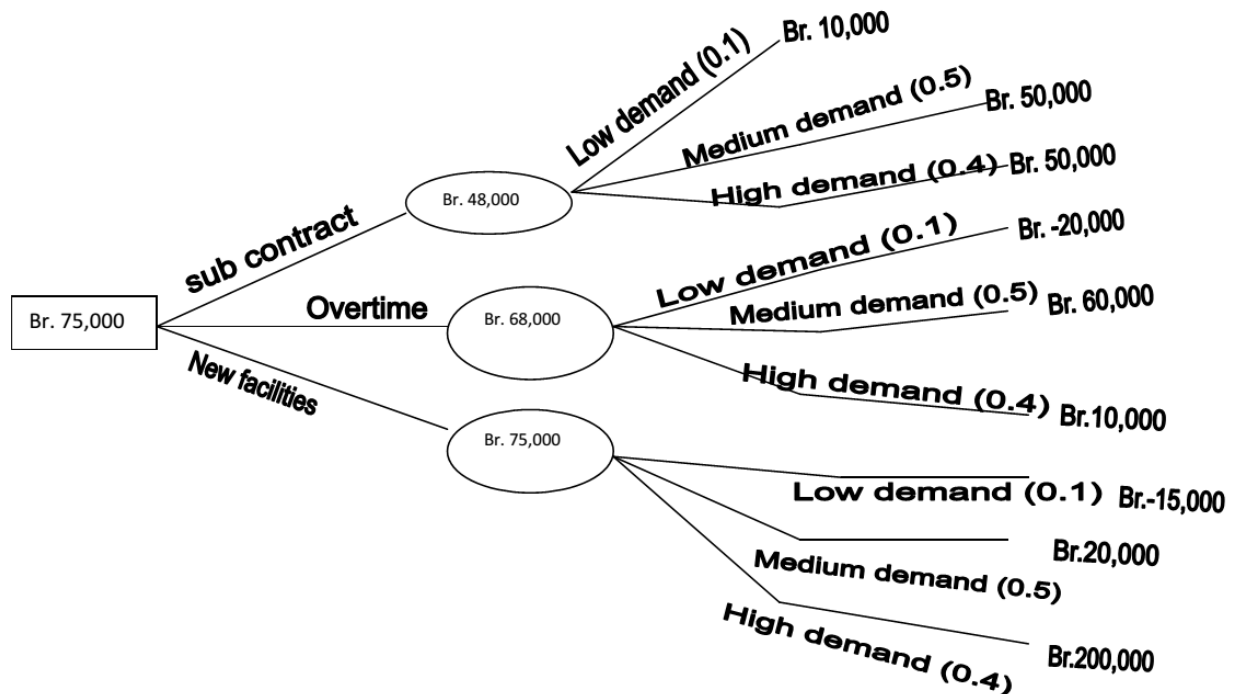 Br. 75,000
sub contract
Br. 48,000
Low demand (0.1)
Br. 10,000
Medium demand (0.5)
Br. 50,000
High demand (0.4)
Br. 50,000
Overtime
Br. 68,000
Low demand (0.1)
Br. -20,000
Medium demand (0.5)
Br. 60,000
High demand (0.4)
Br.10,000
New facilities
Br. 75,000
Low demand (0.1)
Br.-15,000
Medium demand (0.5)
Br.20,000
High demand (0.4)
Br.200,000